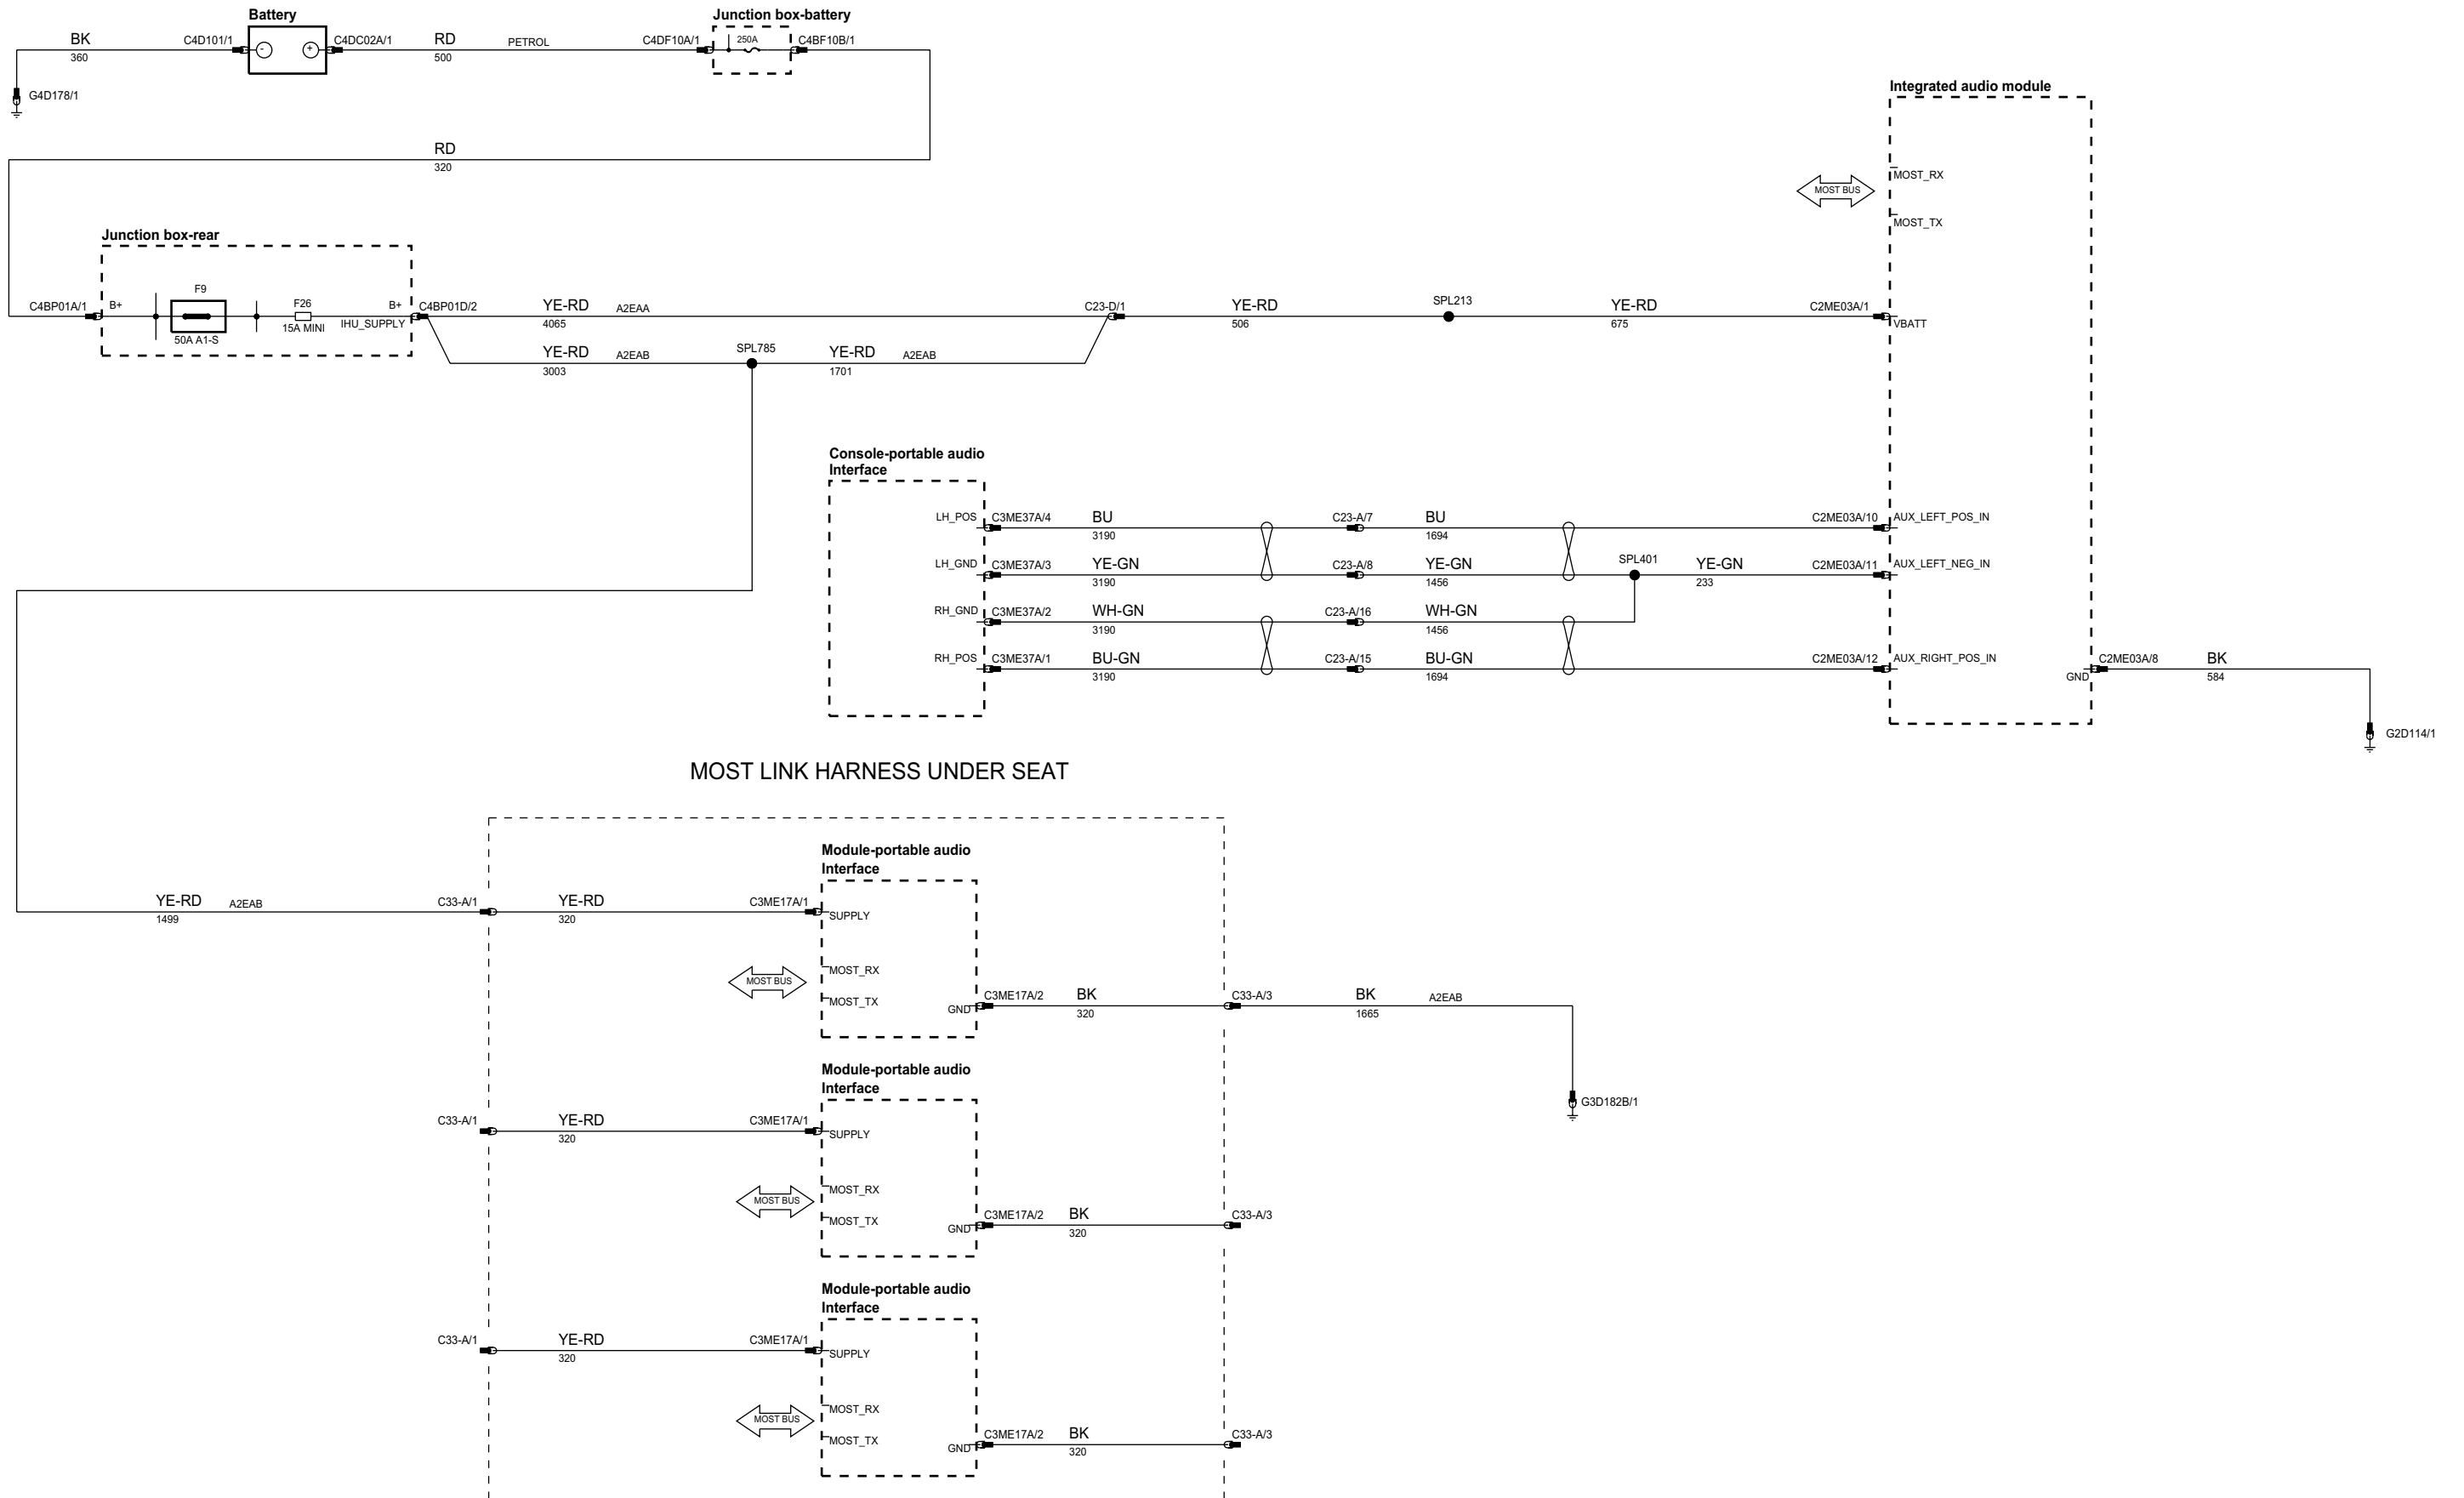 Battery
Junction box-battery
BK
360
C4D101/1
-
+
C4DC02A/1
RD
500
PETROL
C4DF10A/1
250A
C4BF10B/1
G4D178/1
RD
320
Integrated audio module
MOST BUS
MOST_RX
MOST_TX
Junction box-rear
C4BP01A/1
B+
F9
50A A1-S
F26
15A MINI
B+
IHU_SUPPLY
C4BP01D/2
YE-RD
4065
A2EAA
C23-D/1
YE-RD
506
SPL213
YE-RD
675
C2ME03A/1
VBATT
YE-RD
3003
A2EAB
SPL785
YE-RD
1701
A2EAB
Console-portable audio
Interface
LH_POS
C3ME37A/4
BU
3190
C23-A/7
BU
1694
C2ME03A/10
AUX_LEFT_POS_IN
LH_GND
C3ME37A/3
YE-GN
3190
C23-A/8
YE-GN
1456
SPL401
YE-GN
233
C2ME03A/11
AUX_LEFT_NEG_IN
RH_GND
C3ME37A/2
WH-GN
3190
C23-A/16
WH-GN
1456
RH_POS
C3ME37A/1
BU-GN
3190
C23-A/15
BU-GN
1694
C2ME03A/12
AUX_RIGHT_POS_IN
GND
C2ME03A/8
BK
584
G2D114/1
MOST LINK HARNESS UNDER SEAT
Module-portable audio
Interface
YE-RD
1499
A2EAB
C33-A/1
YE-RD
320
C3ME17A/1
SUPPLY
MOST BUS
MOST_RX
MOST_TX
GND
C3ME17A/2
BK
320
C33-A/3
BK
1665
A2EAB
G3D182B/1
Module-portable audio
Interface
C33-A/1
YE-RD
320
C3ME17A/1
SUPPLY
MOST BUS
MOST_RX
MOST_TX
GND
C3ME17A/2
BK
320
C33-A/3
Module-portable audio
Interface
C33-A/1
YE-RD
320
C3ME17A/1
SUPPLY
MOST BUS
MOST_RX
MOST_TX
GND
C3ME17A/2
BK
320
C33-A/3